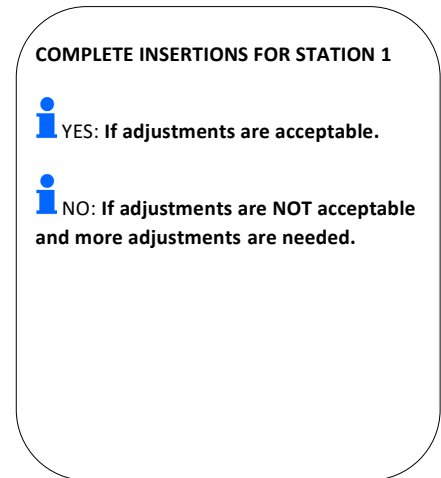 COMPLETE INSERTIONS FOR STATION 1
YES: If adjustments are acceptable.
NO: If adjustments are NOT acceptable
and more adjustments are needed.